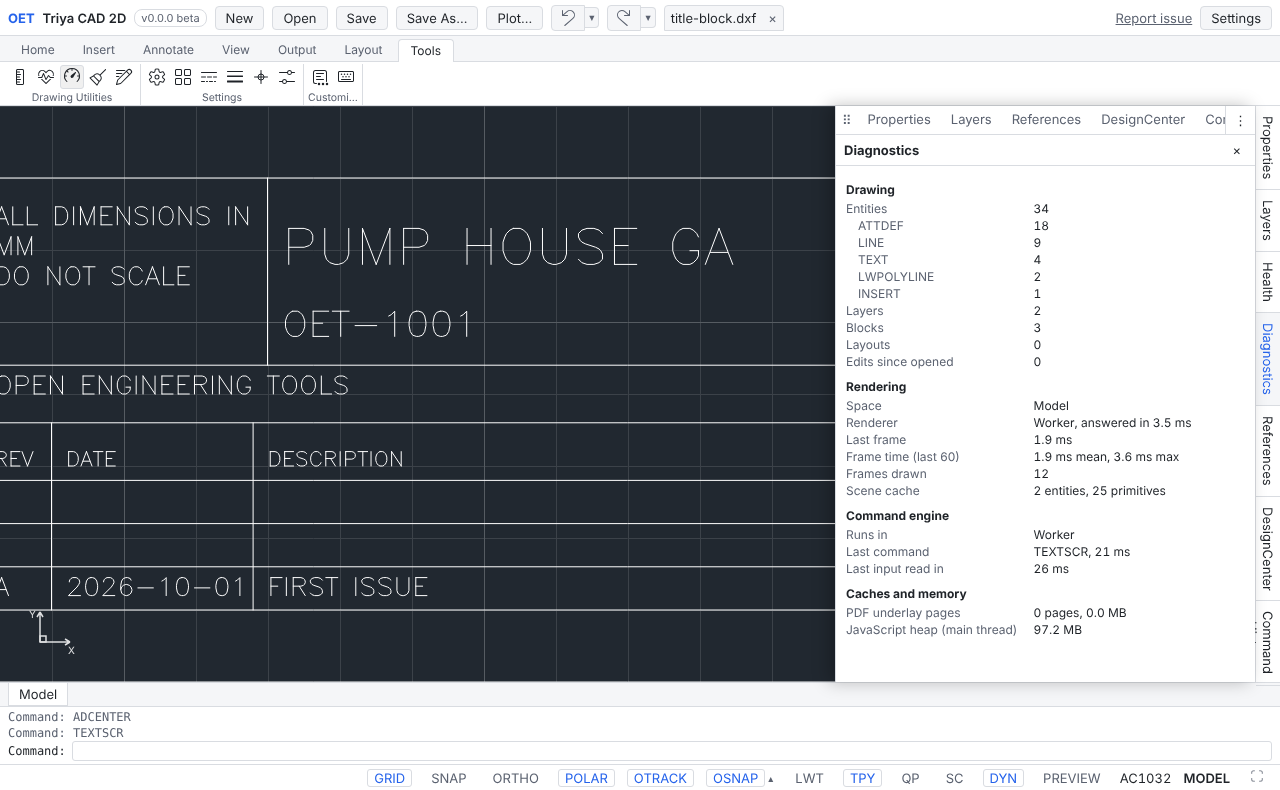 OET Triya CAD 2D v0.0.0 beta New Open Save Save As... Plot... title-block.dxf × Report issue Settings
Home Insert Annotate View Output Layout Tools
Drawing Utilities Settings Customi...
Properties Layers References DesignCenter
Diagnostics ×
Drawing
Entities 34
ATTDEF 18
LINE 9
TEXT 4
LWPOLYLINE 2
INSERT 1
Layers 2
Blocks 3
Layouts 0
Edits since opened 0
Rendering
Space Model
Renderer Worker, answered in 3.5 ms
Last frame 1.9 ms
Frame time (last 60) 1.9 ms mean, 3.6 ms max
Frames drawn 12
Scene cache 2 entities, 25 primitives
Command engine
Runs in Worker
Last command TEXTSCR, 21 ms
Last input read in 26 ms
Caches and memory
PDF underlay pages 0 pages, 0.0 MB
JavaScript heap (main thread) 97.2 MB
Properties
Layers
Health
Diagnostics
References
DesignCenter
Command
ALL DIMENSIONS IN
MM
DO NOT SCALE
PUMP HOUSE GA
OET-1001
OPEN ENGINEERING TOOLS
REV DATE DESCRIPTION
A 2026-10-01 FIRST ISSUE
Y
X
Model
Command: ADCENTER
Command: TEXTSCR
Command:
GRID SNAP ORTHO POLAR OTRACK OSNAP LWT TPY QP SC DYN PREVIEW AC1032 MODEL